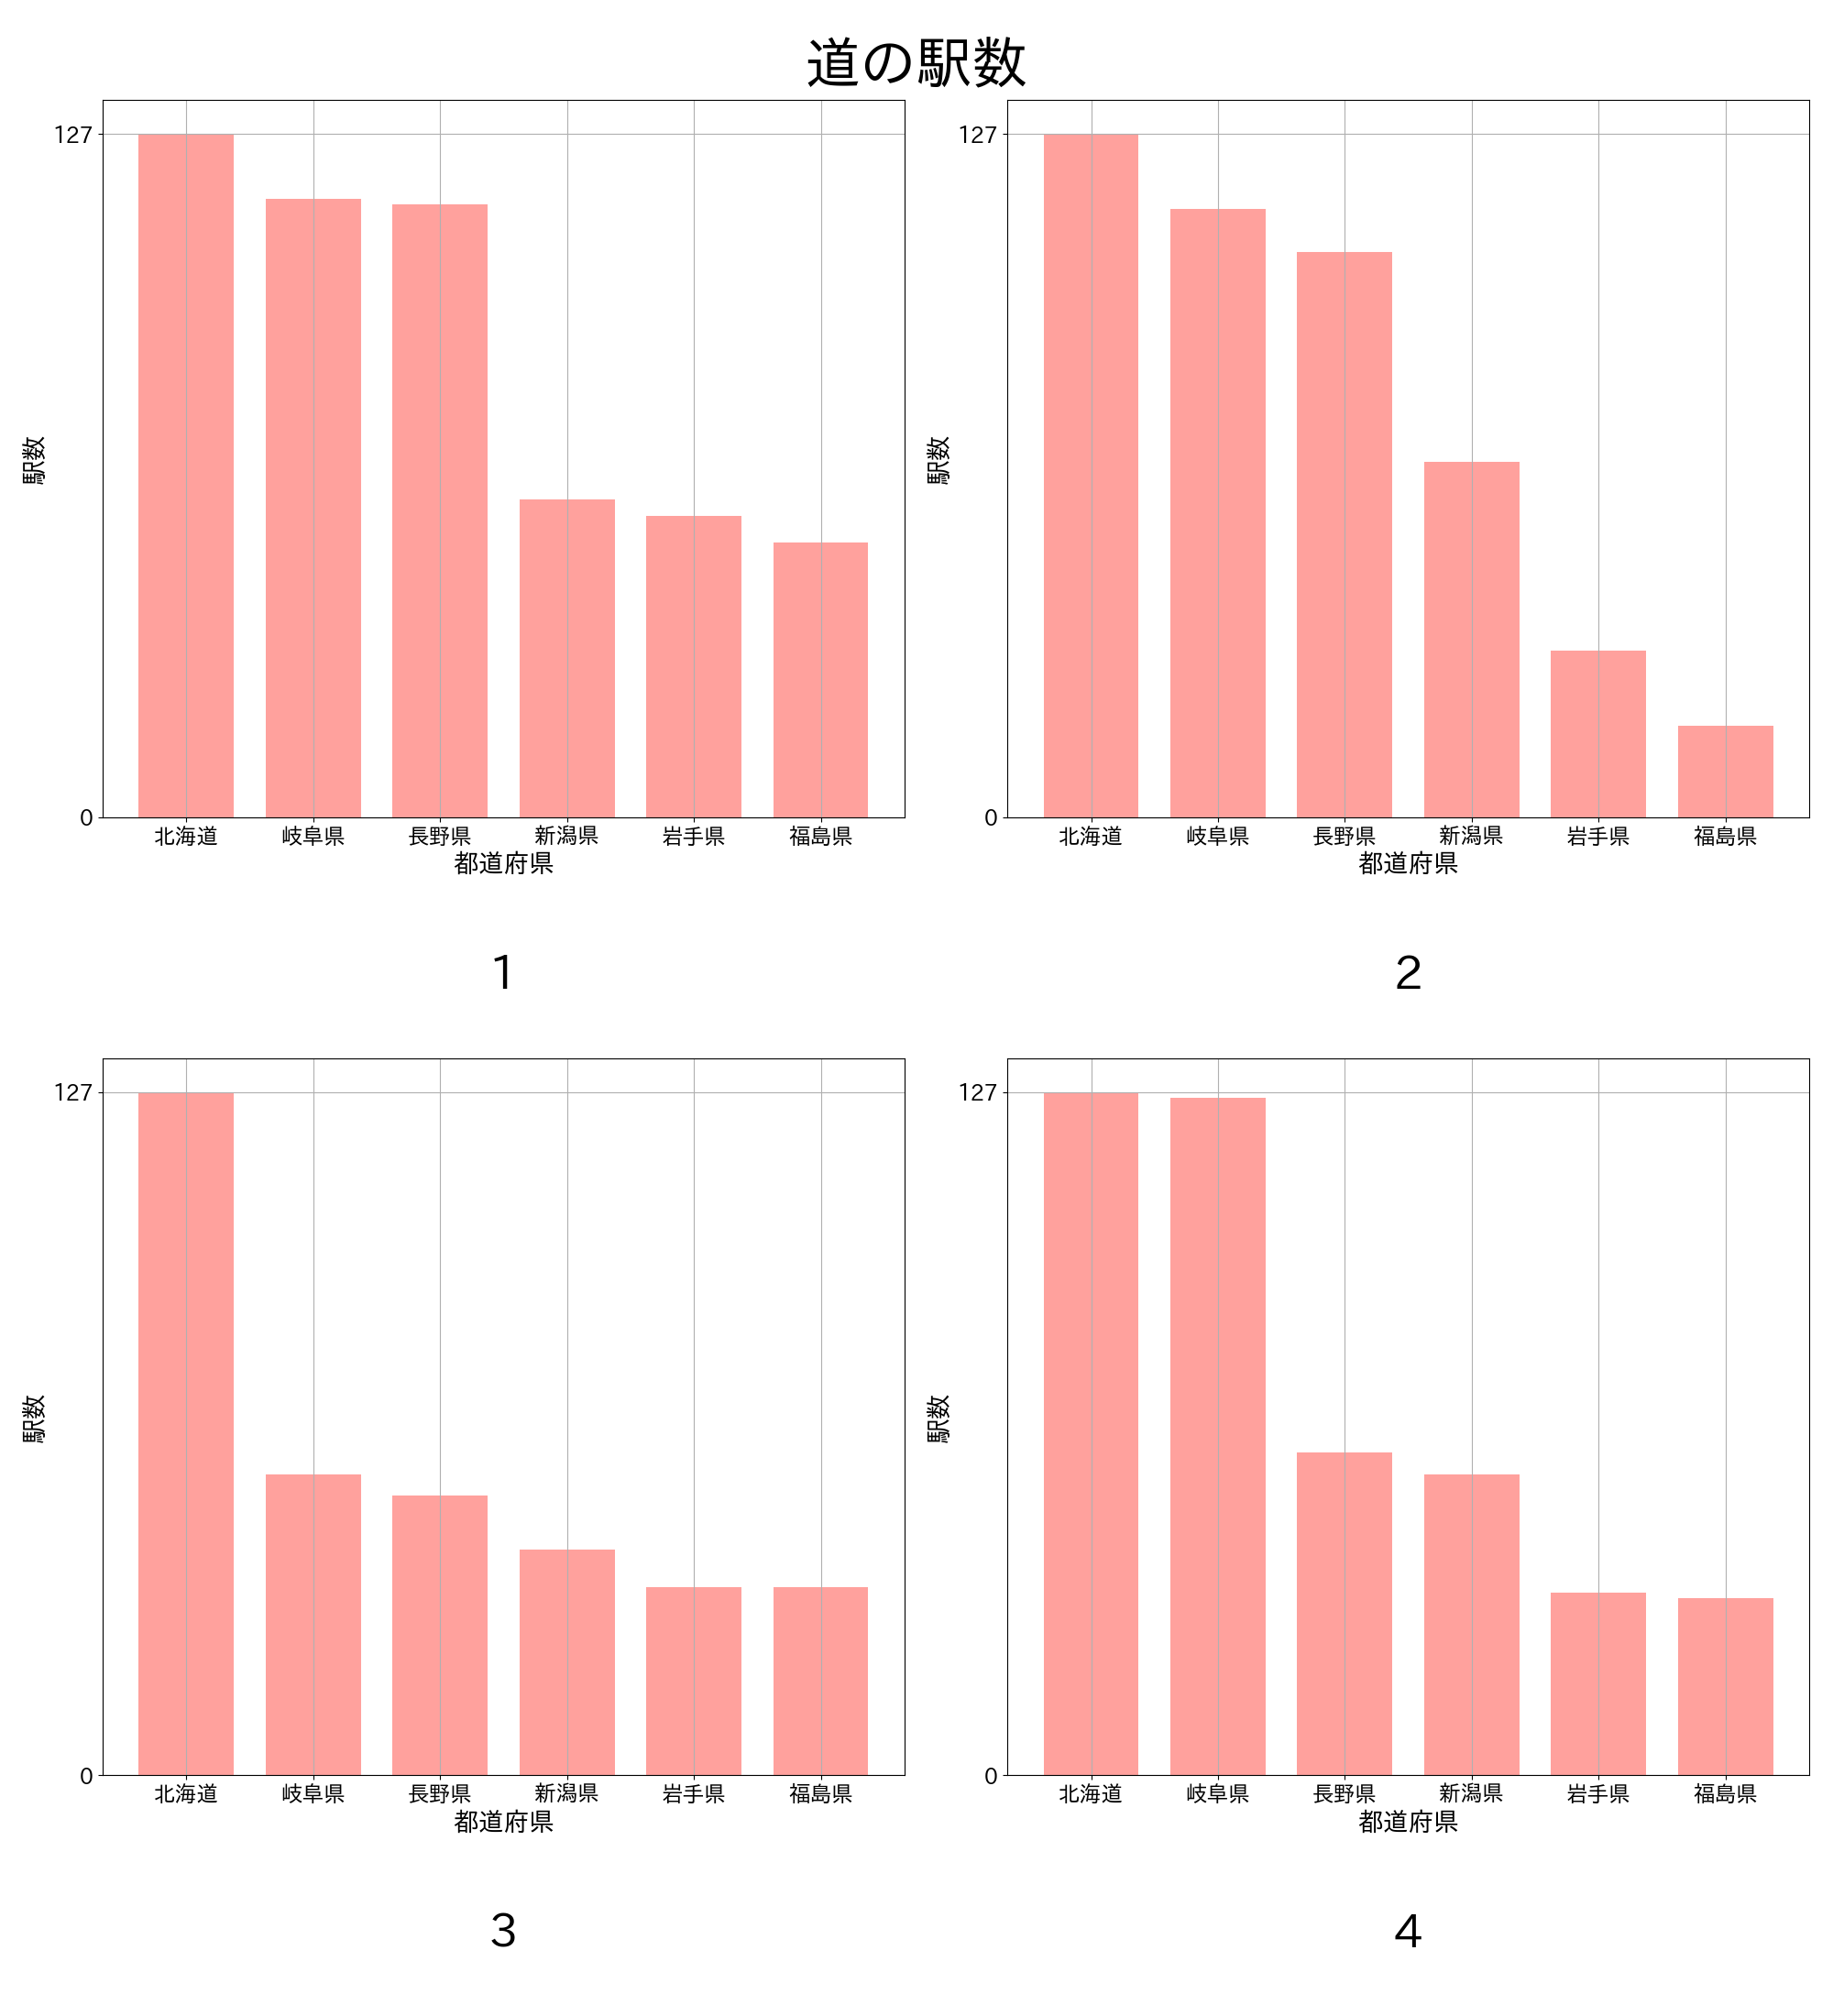 道の駅数
127
0
駅数
北海道 岐阜県 長野県 新潟県 岩手県 福島県
都道府県
1
127
0
駅数
北海道 岐阜県 長野県 新潟県 岩手県 福島県
都道府県
2
127
0
駅数
北海道 岐阜県 長野県 新潟県 岩手県 福島県
都道府県
3
127
0
駅数
北海道 岐阜県 長野県 新潟県 岩手県 福島県
都道府県
4